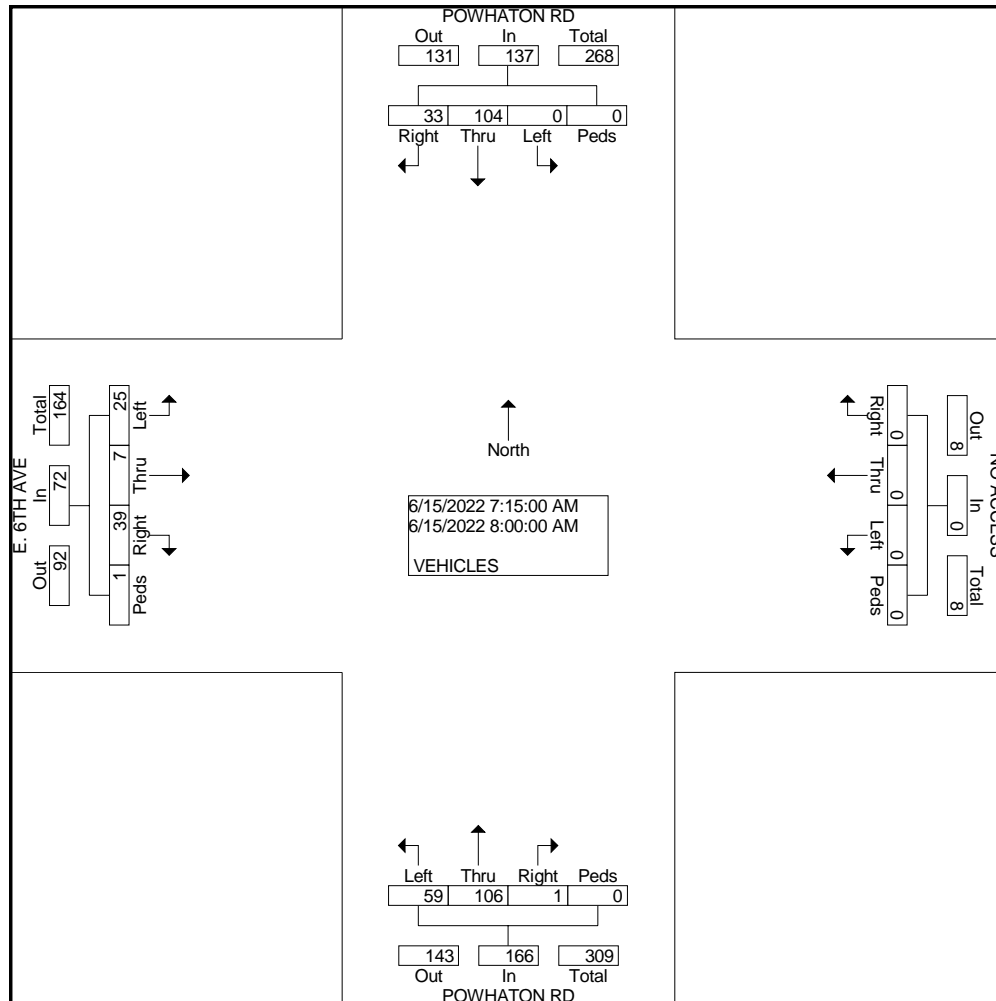 POWHATON RD
Out In Total
131 137 268
33 104 0 0
Right Thru Left Peds
E. 6TH AVE
Total In Out
164 72 92
25 7 39 1
Left Thru Right Peds
North
6/15/2022 7:15:00 AM
6/15/2022 8:00:00 AM
VEHICLES
Right Thru Left Peds
0 0 0 0
Out In Total
8 0 8
NO ACCESS
Left Thru Right Peds
59 106 1 0
143 166 309
Out In Total
POWHATON RD